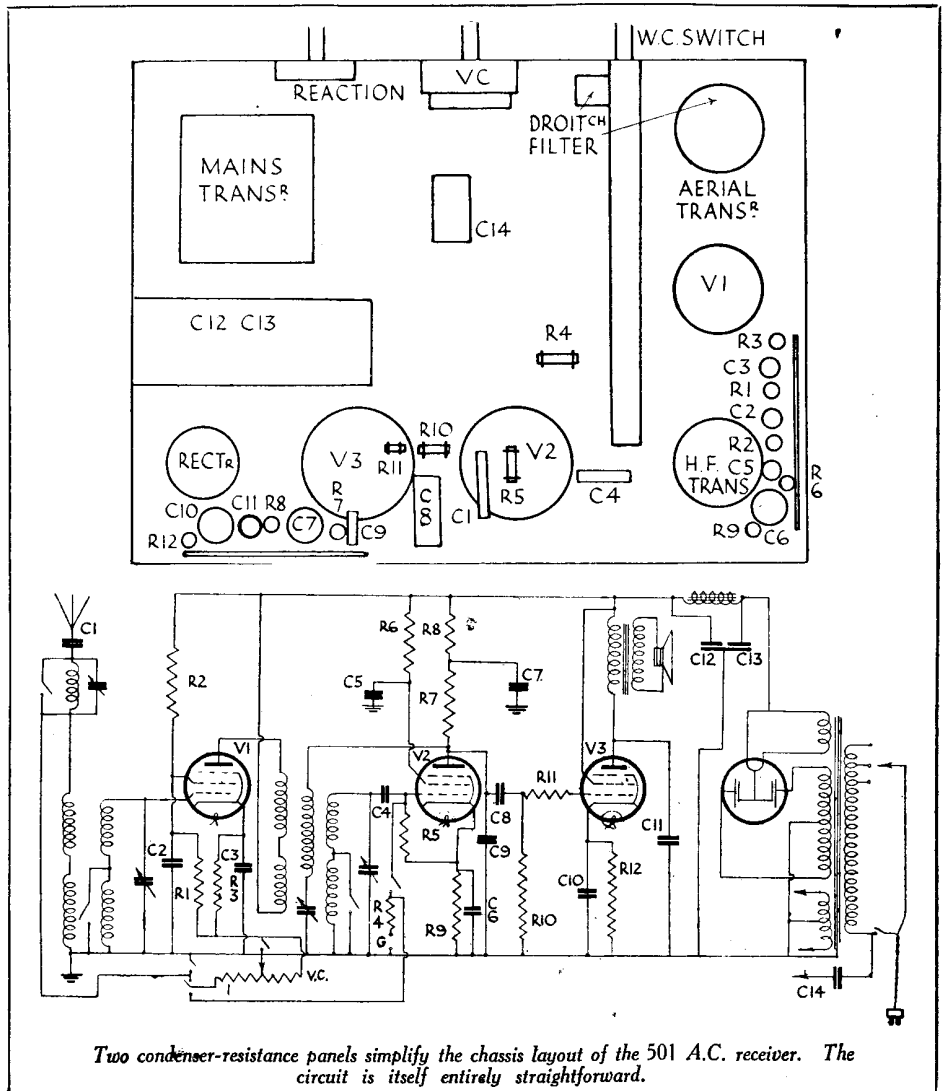 W.C. SWITCH
VC
REACTION
DROITCH
FILTER
MAINS
TRANSR
AERIAL
TRANSR
C14
V1
C12 C13
R4
R3
C3
R1
C2
R2
H.F. C5
TRANS
R
6
R9
C6
RECTR
V3
R11
R10
V2
R5
C4
C1
C
8
C10
C11
R8
C7
R
7
C9
R12
C1
R2
R6
R8
C12
C13
C5
C7
R7
V1
V2
V3
R11
C4
C8
C11
R5
C9
C2
C3
R1
R
3
C10
R12
R
4
G
R9
C
6
R10
V.C.
C14
Two condenser-resistance panels simplify the chassis layout of the 501 A.C. receiver. The
circuit is itself entirely straightforward.